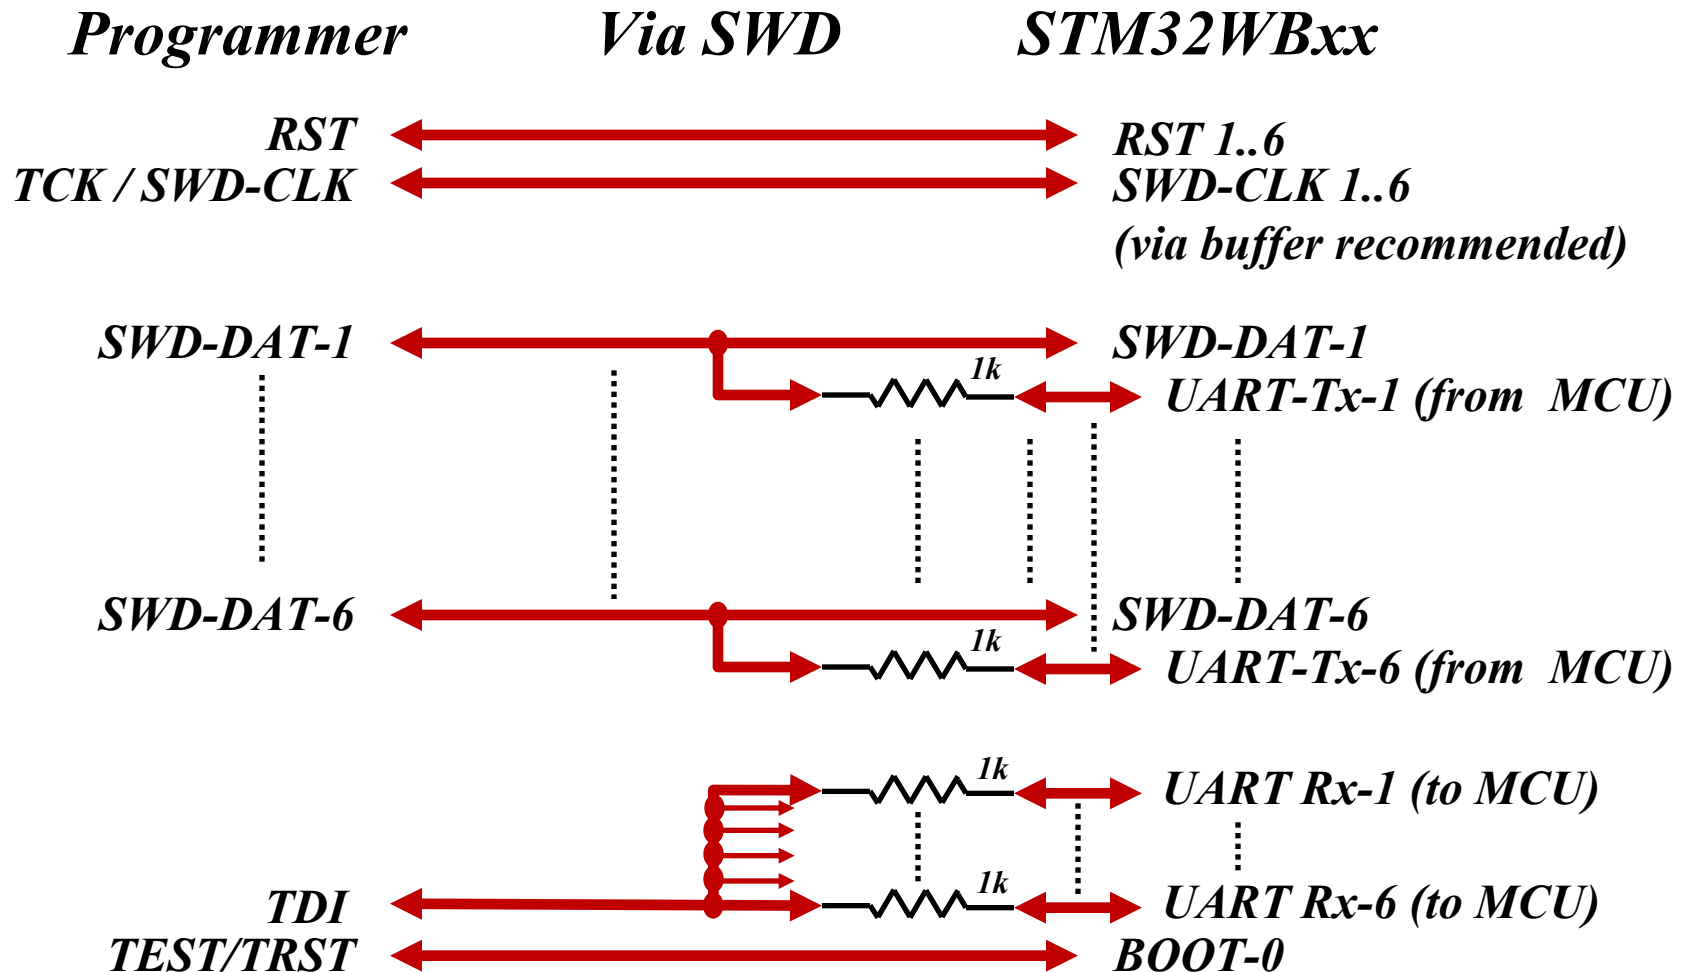 Programmer Via SWD STM32WBxx
RST RST 1..6
TCK / SWD-CLK SWD-CLK 1..6
(via buffer recommended)
SWD-DAT-1 SWD-DAT-1
1k
UART-Tx-1 (from MCU)
SWD-DAT-6 SWD-DAT-6
1k
UART-Tx-6 (from MCU)
1k
UART Rx-1 (to MCU)
1k
TDI UART Rx-6 (to MCU)
TEST/TRST BOOT-0